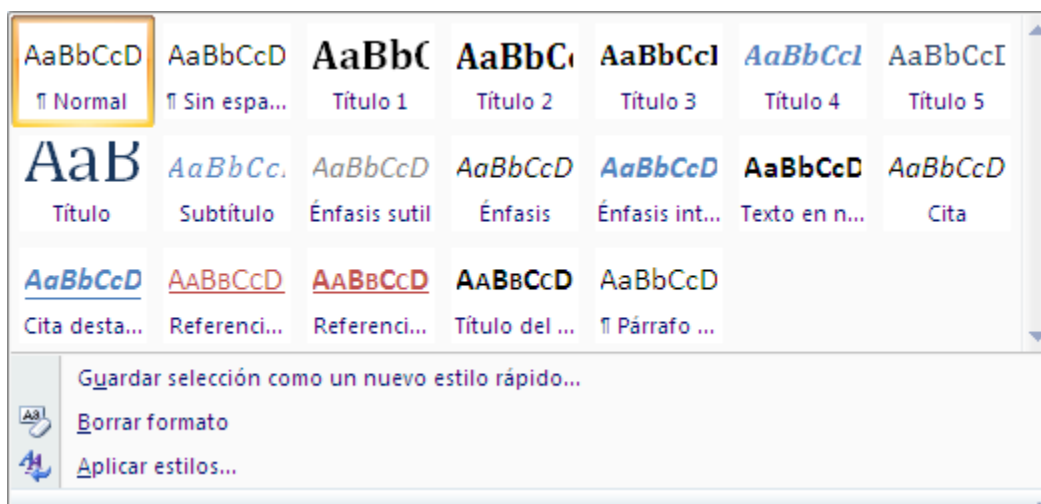 AaBbCcD AaBbCcD AaBb( AaBbC AaBbCcI AaBbCcI AaBbCcI
¶ Normal ¶ Sin espa... Título 1 Título 2 Título 3 Título 4 Título 5
AaB AaBbCc. AaBbCcD AaBbCcD AaBbCcD AaBbCcD AaBbCcD
Título Subtítulo Énfasis sutil Énfasis Énfasis int... Texto en n... Cita
AaBbCcD AABBCCD AABBCCD AABBCCD AaBbCcD
Cita desta... Referenci... Referenci... Título del ... ¶ Párrafo ...
Guardar selección como un nuevo estilo rápido...
Borrar formato
Aplicar estilos...